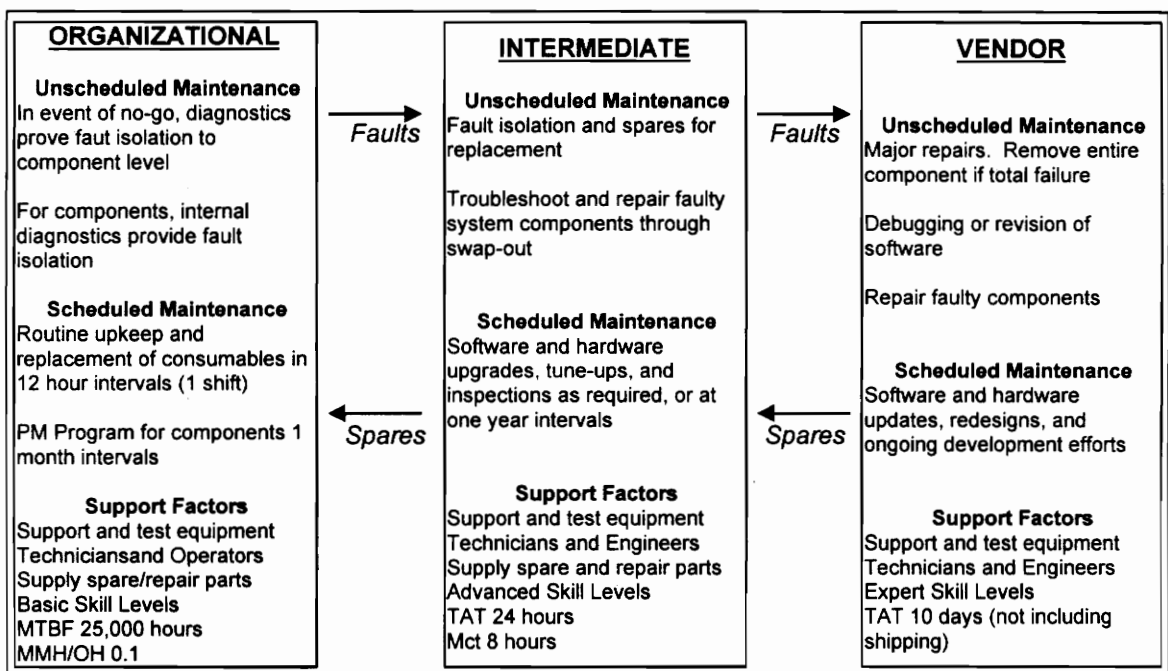 ORGANIZATIONAL
Unscheduled Maintenance
In event of no-go, diagnostics
prove faut isolation to
component level
For components, internal
diagnostics provide fault
isolation
Scheduled Maintenance
Routine upkeep and
replacement of consumables in
12 hour intervals (1 shift)
PM Program for components 1
month intervals
Support Factors
Support and test equipment
Techniciansand Operators
Supply spare/repair parts
Basic Skill Levels
MTBF 25,000 hours
MMH/OH 0.1
Faults
Spares
INTERMEDIATE
Unscheduled Maintenance
Fault isolation and spares for
replacement
Troubleshoot and repair faulty
system components through
swap-out
Scheduled Maintenance
Software and hardware
upgrades, tune-ups, and
inspections as required, or at
one year intervals
Support Factors
Support and test equipment
Technicians and Engineers
Supply spare and repair parts
Advanced Skill Levels
TAT 24 hours
Mct 8 hours
Faults
Spares
VENDOR
Unscheduled Maintenance
Major repairs. Remove entire
component if total failure
Debugging or revision of
software
Repair faulty components
Scheduled Maintenance
Software and hardware
updates, redesigns, and
ongoing development efforts
Support Factors
Support and test equipment
Technicians and Engineers
Expert Skill Levels
TAT 10 days (not including
shipping)